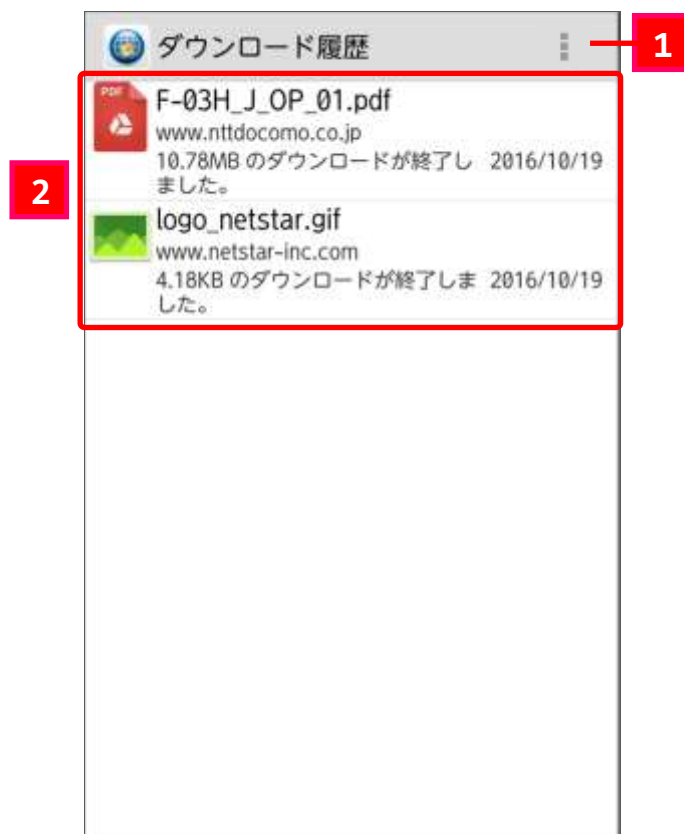 ダウンロード履歴
1
PDF
F-03H_J_OP_01.pdf
www.nttdocomo.co.jp
10.78MB のダウンロードが終了し 2016/10/19
ました。
2
logo_netstar.gif
www.netstar-inc.com
4.18KB のダウンロードが終了しま 2016/10/19
した。